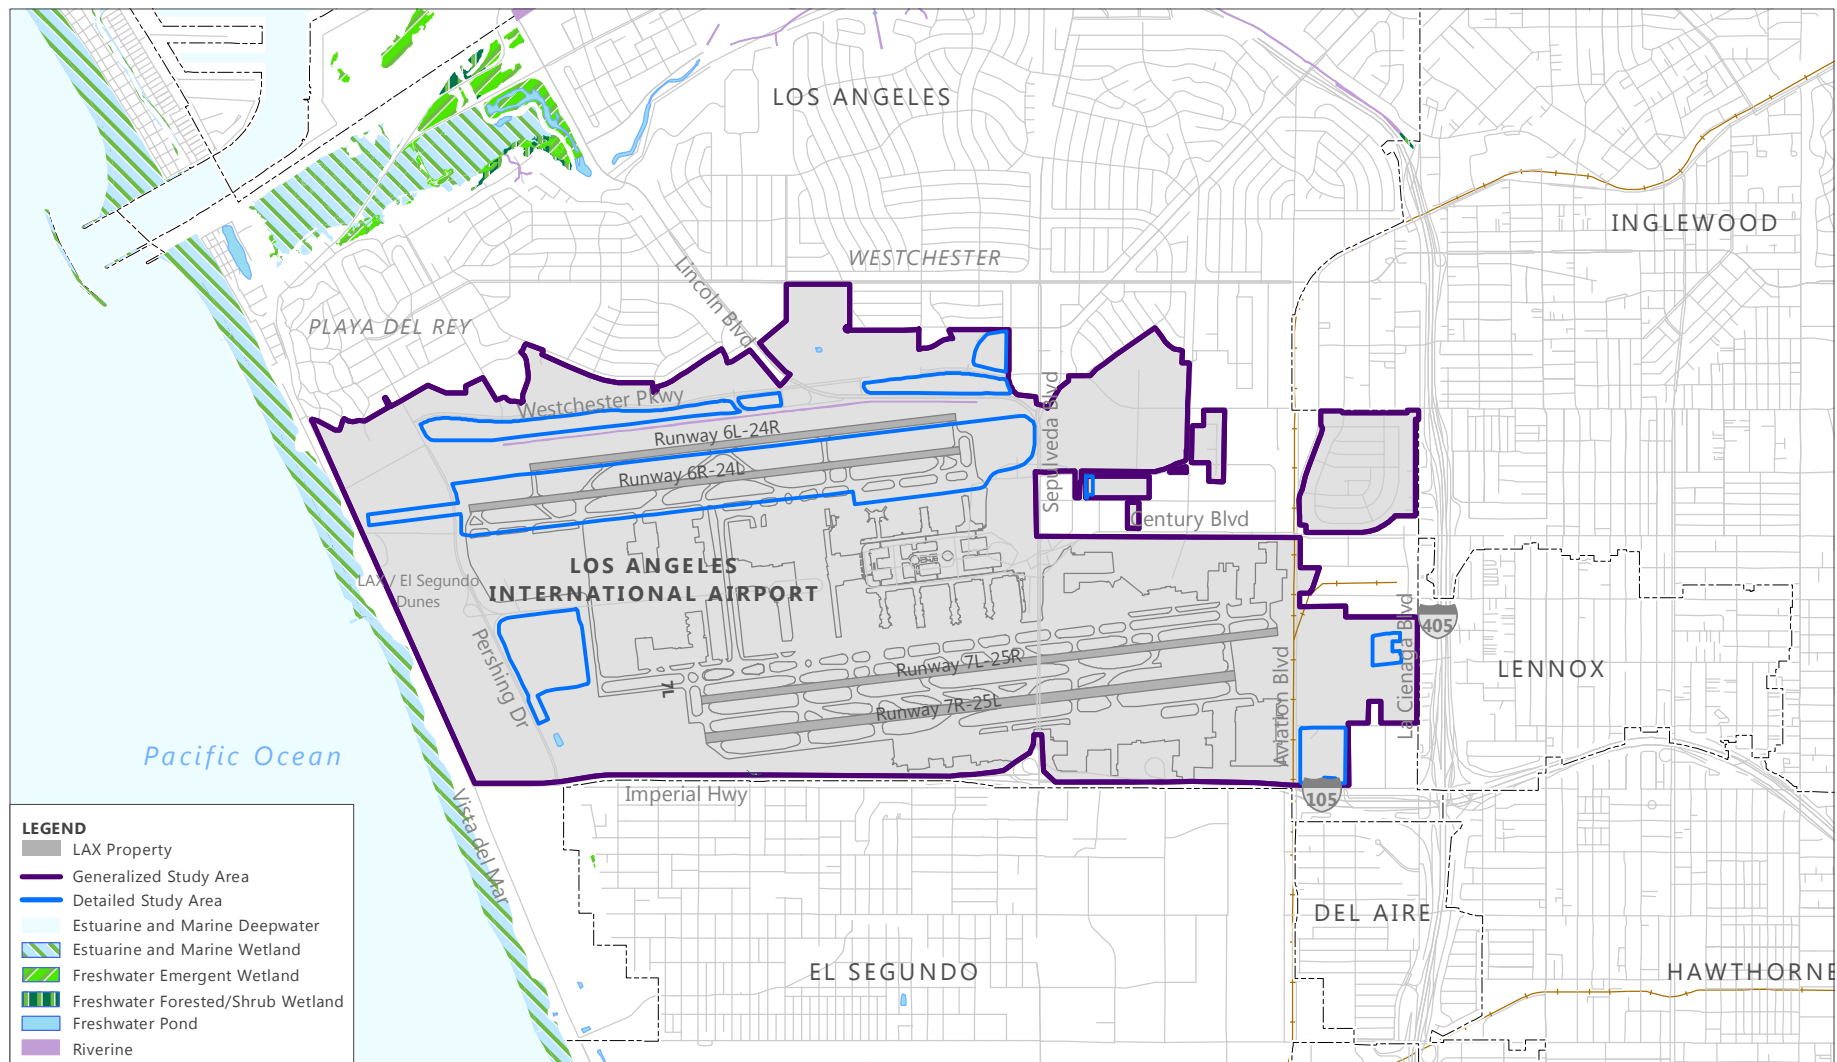 LOS ANGELES
INGLEWOOD
WESTCHESTER
Lincoln Blvd
PLAYA DEL REY
Westchester Pkwy
Runway 6L-24R
Sepulveda Blvd
Runway 6R-24L
Century Blvd
LOS ANGELES
INTERNATIONAL AIRPORT
LAX / El Segundo
Dunes
405
La Cienega Blvd
Pershing Dr
Runway 7L-25R
LENNOX
7L
Aviation Blvd
Runway 7R-25L
Pacific Ocean
Imperial Hwy
105
Vista del Mar
DEL AIRE
EL SEGUNDO
HAWTHORNE
LEGEND
LAX Property
Generalized Study Area
Detailed Study Area
Estuarine and Marine Deepwater
Estuarine and Marine Wetland
Freshwater Emergent Wetland
Freshwater Forested/Shrub Wetland
Freshwater Pond
Riverine